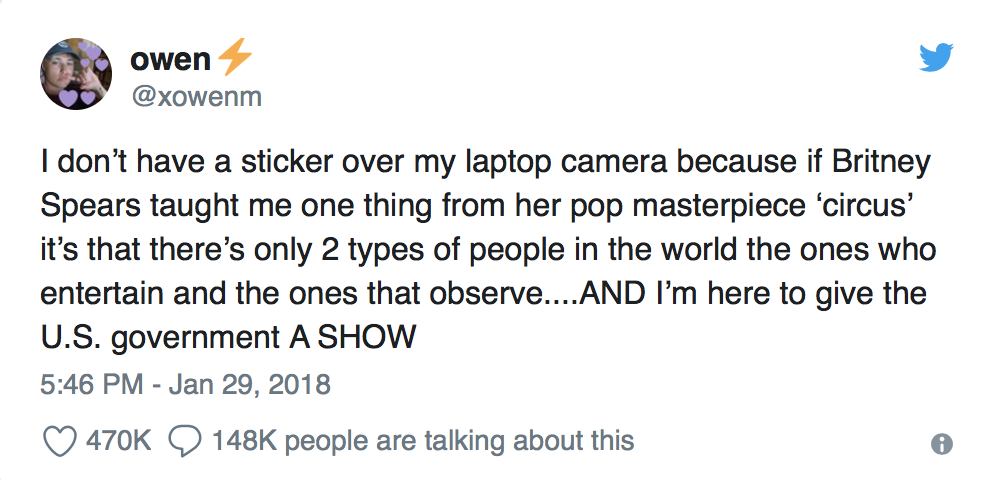 owen⚡
@xowenm
I don’t have a sticker over my laptop camera because if Britney
Spears taught me one thing from her pop masterpiece ‘circus’
it’s that there’s only 2 types of people in the world the ones who
entertain and the ones that observe....AND I’m here to give the
U.S. government A SHOW
5:46 PM - Jan 29, 2018
470K 148K people are talking about this